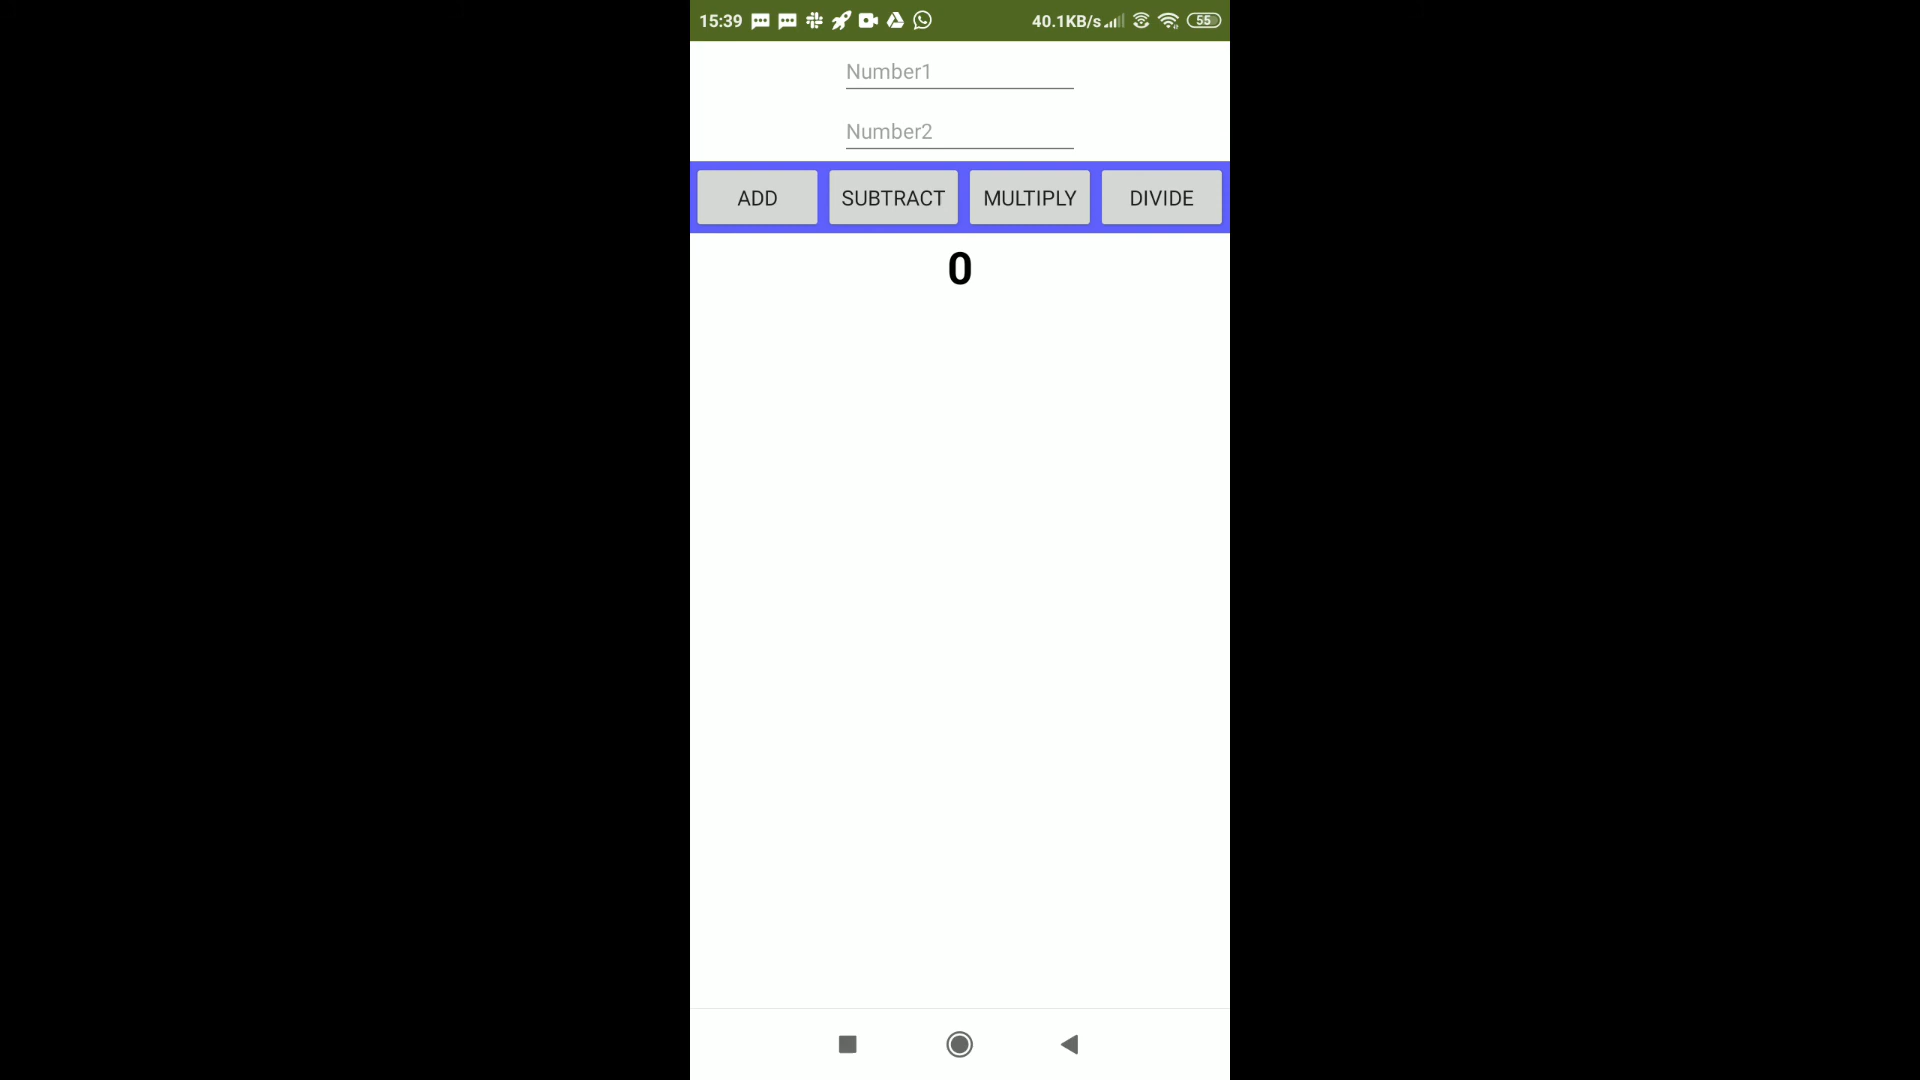 15:39 40.1KB/s 55
Number1
Number2
ADD SUBTRACT MULTIPLY DIVIDE
0